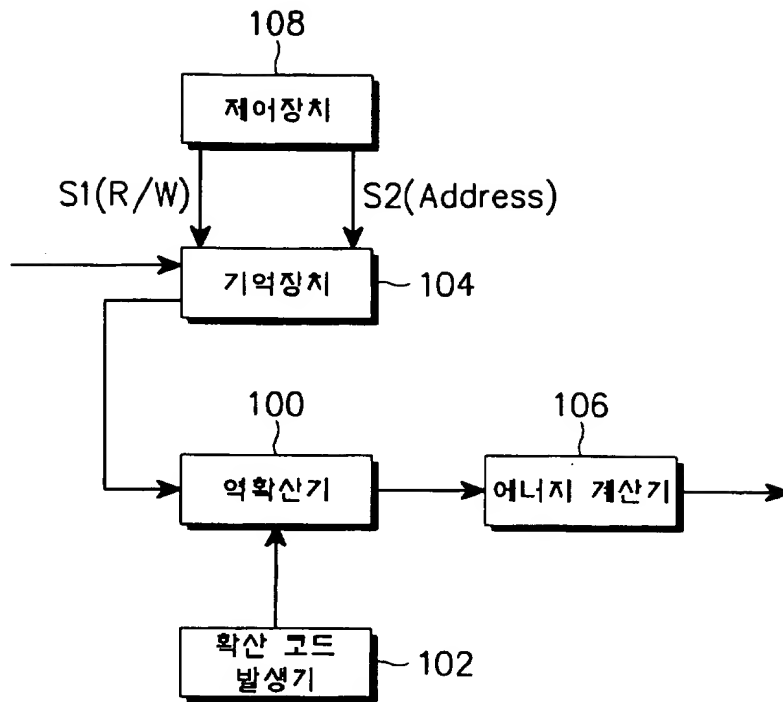 108
제어장치
S1(R/W)
S2(Address)
기억장치
104
100
106
역확산기
에너지 계산기
확산 코드
발생기
102